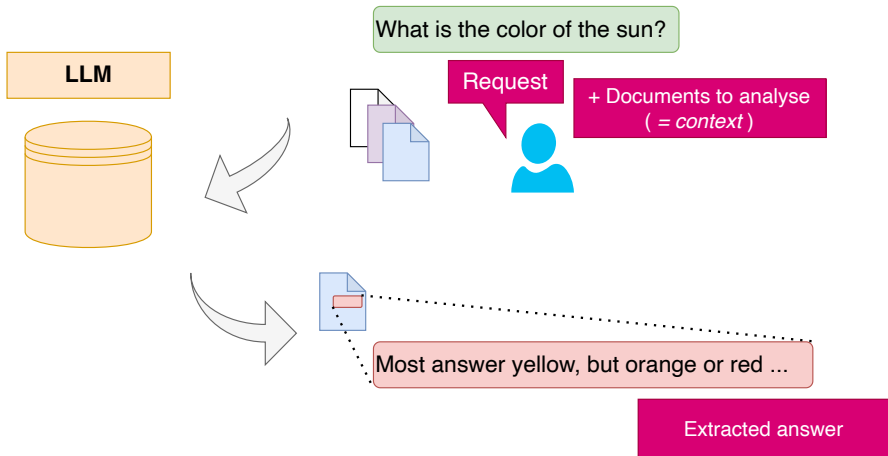 What is the color of the sun?
LLM
Request
+ Documents to analyse
( = context )
Most answer yellow, but orange or red ...
Extracted answer